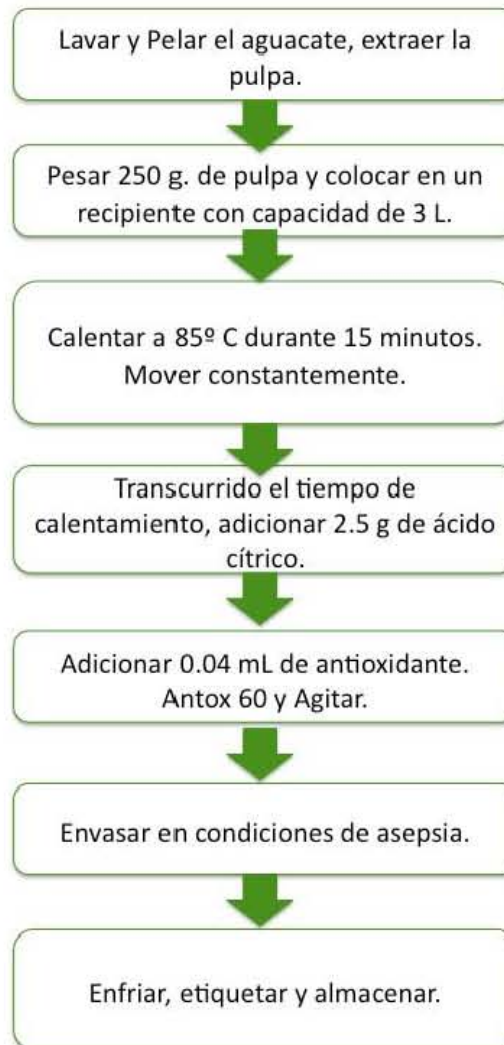 Lavar y Pelar el aguacate, extraer la
pulpa.
Pesar 250 g. de pulpa y colocar en un
recipiente con capacidad de 3 L.
Calentar a 85º C durante 15 minutos.
Mover constantemente.
Transcurrido el tiempo de
calentamiento, adicionar 2.5 g de ácido
cítrico.
Adicionar 0.04 mL de antioxidante.
Antox 60 y Agitar.
Envasar en condiciones de asepsia.
Enfriar, etiquetar y almacenar.